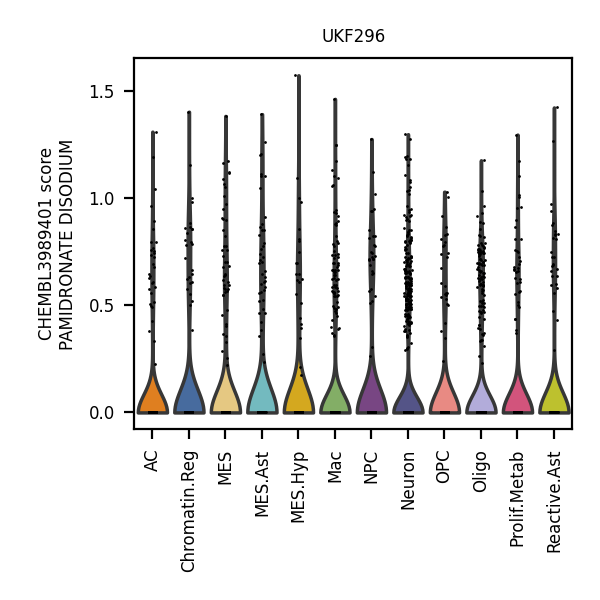 UKF296
CHEMBL3989401 score
PAMIDRONATE DISODIUM
1.5
1.0
0.5
0.0
AC
Chromatin.Reg
MES
MES.Ast
MES.Hyp
Mac
NPC
Neuron
OPC
Oligo
Prolif.Metab
Reactive.Ast